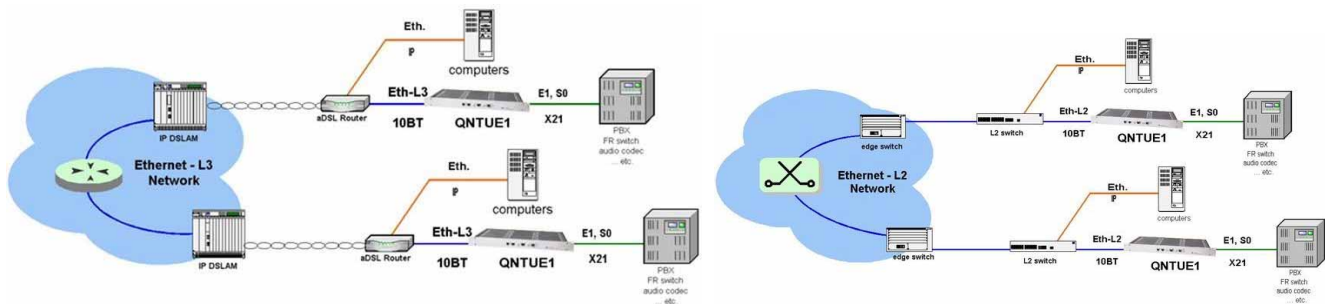 Eth.
IP
computers
Eth-L3
E1, S0
aDSL Router
10BT
QNTUE1
X21
PBX
FR switch
audio codec
... etc.
IP DSLAM
Ethernet - L3
Network
Eth.
IP
computers
Eth-L3
E1, S0
aDSL Router
10BT
QNTUE1
X21
PBX
FR switch
audio codec
.... etc.
IP DSLAM
Eth.
IP
computers
Eth-L2
E1, S0
L2 switch
10BT
QNTUE1
X21
PBX
FR switch
audio codec
... etc.
edge switch
Ethernet - L2
Network
Eth.
IP
computers
Eth-L2
E1, S0
edge switch
L2 switch
10BT
QNTUE1
X21
PBX
FR switch
audio codec
.... etc.